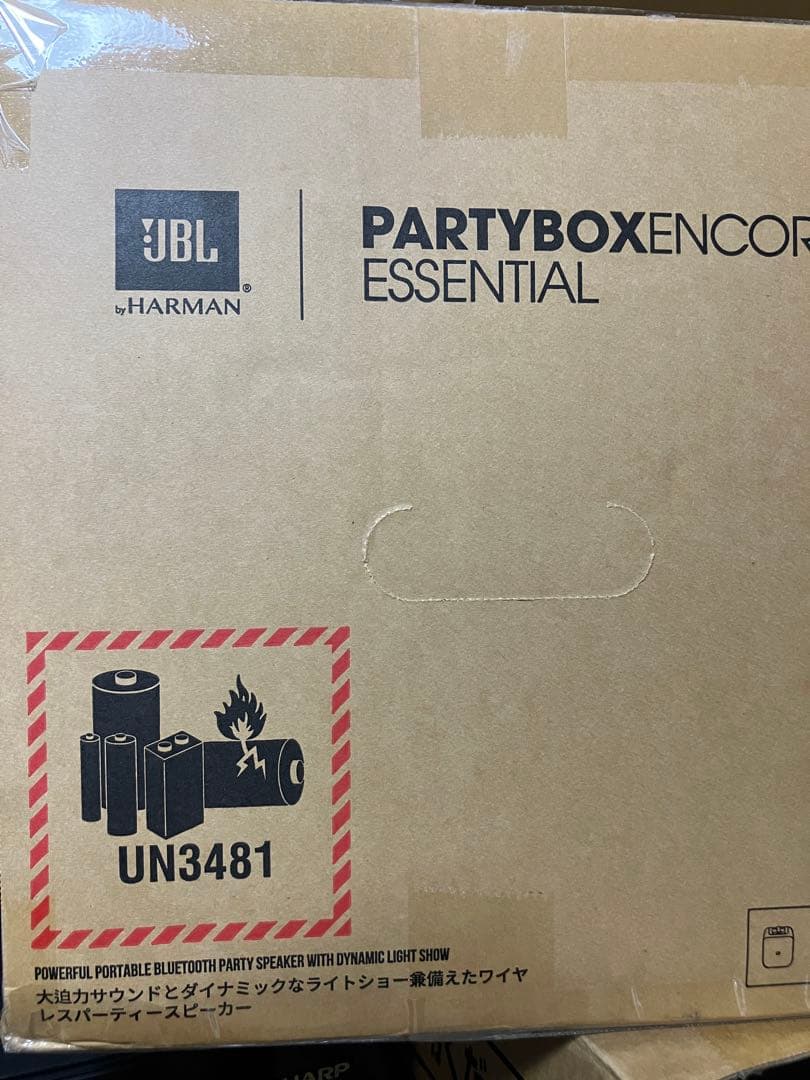 JBL
by HARMAN
®
PARTYBOXENCOR
ESSENTIAL
UN3481
POWERFUL PORTABLE BLUETOOTH PARTY SPEAKER WITH DYNAMIC LIGHT SHOW
大迫力サウンドとダイナミックなライトショー兼備えたワイヤ
レスパーティースピーカー